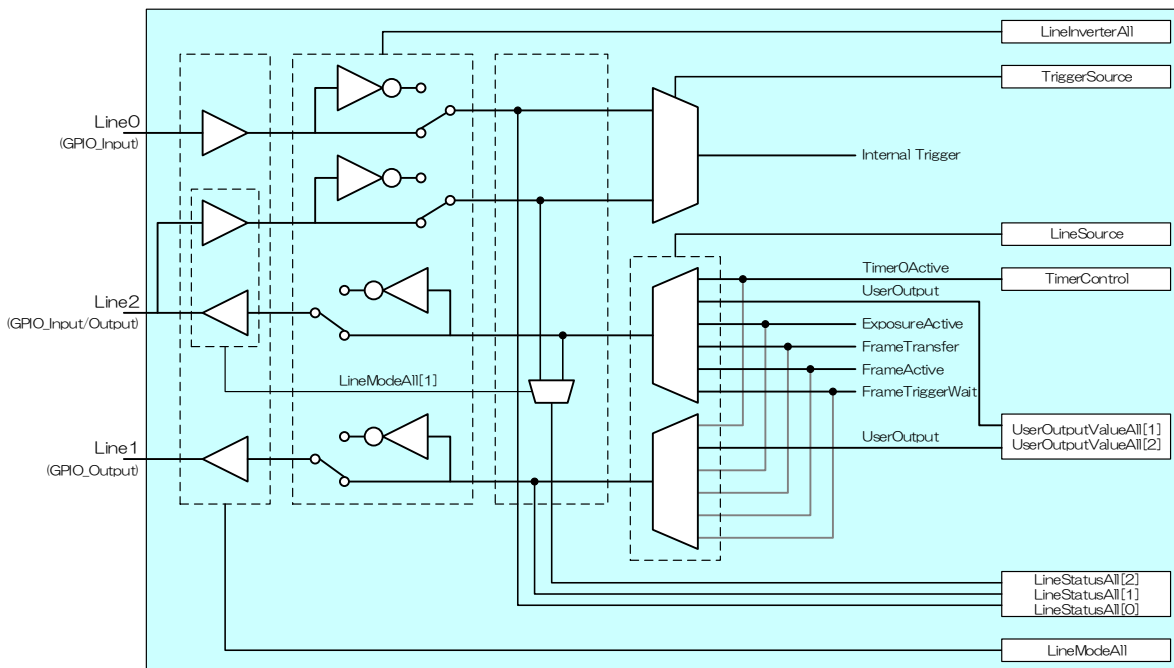 LineInverterAll
TriggerSource
Line0
(GPIO_Input)
Internal Trigger
LineSource
Timer0Active
TimerControl
UserOutput
Line2
(GPIO_Input/Output)
ExposureActive
FrameTransfer
FrameActive
LineModeAll[1]
FrameTriggerWait
UserOutputValueAll[1]
UserOutput
UserOutputValueAll[2]
Line1
(GPIO_Output)
LineStatusAll[2]
LineStatusAll[1]
LineStatusAll[0]
LineModeAll